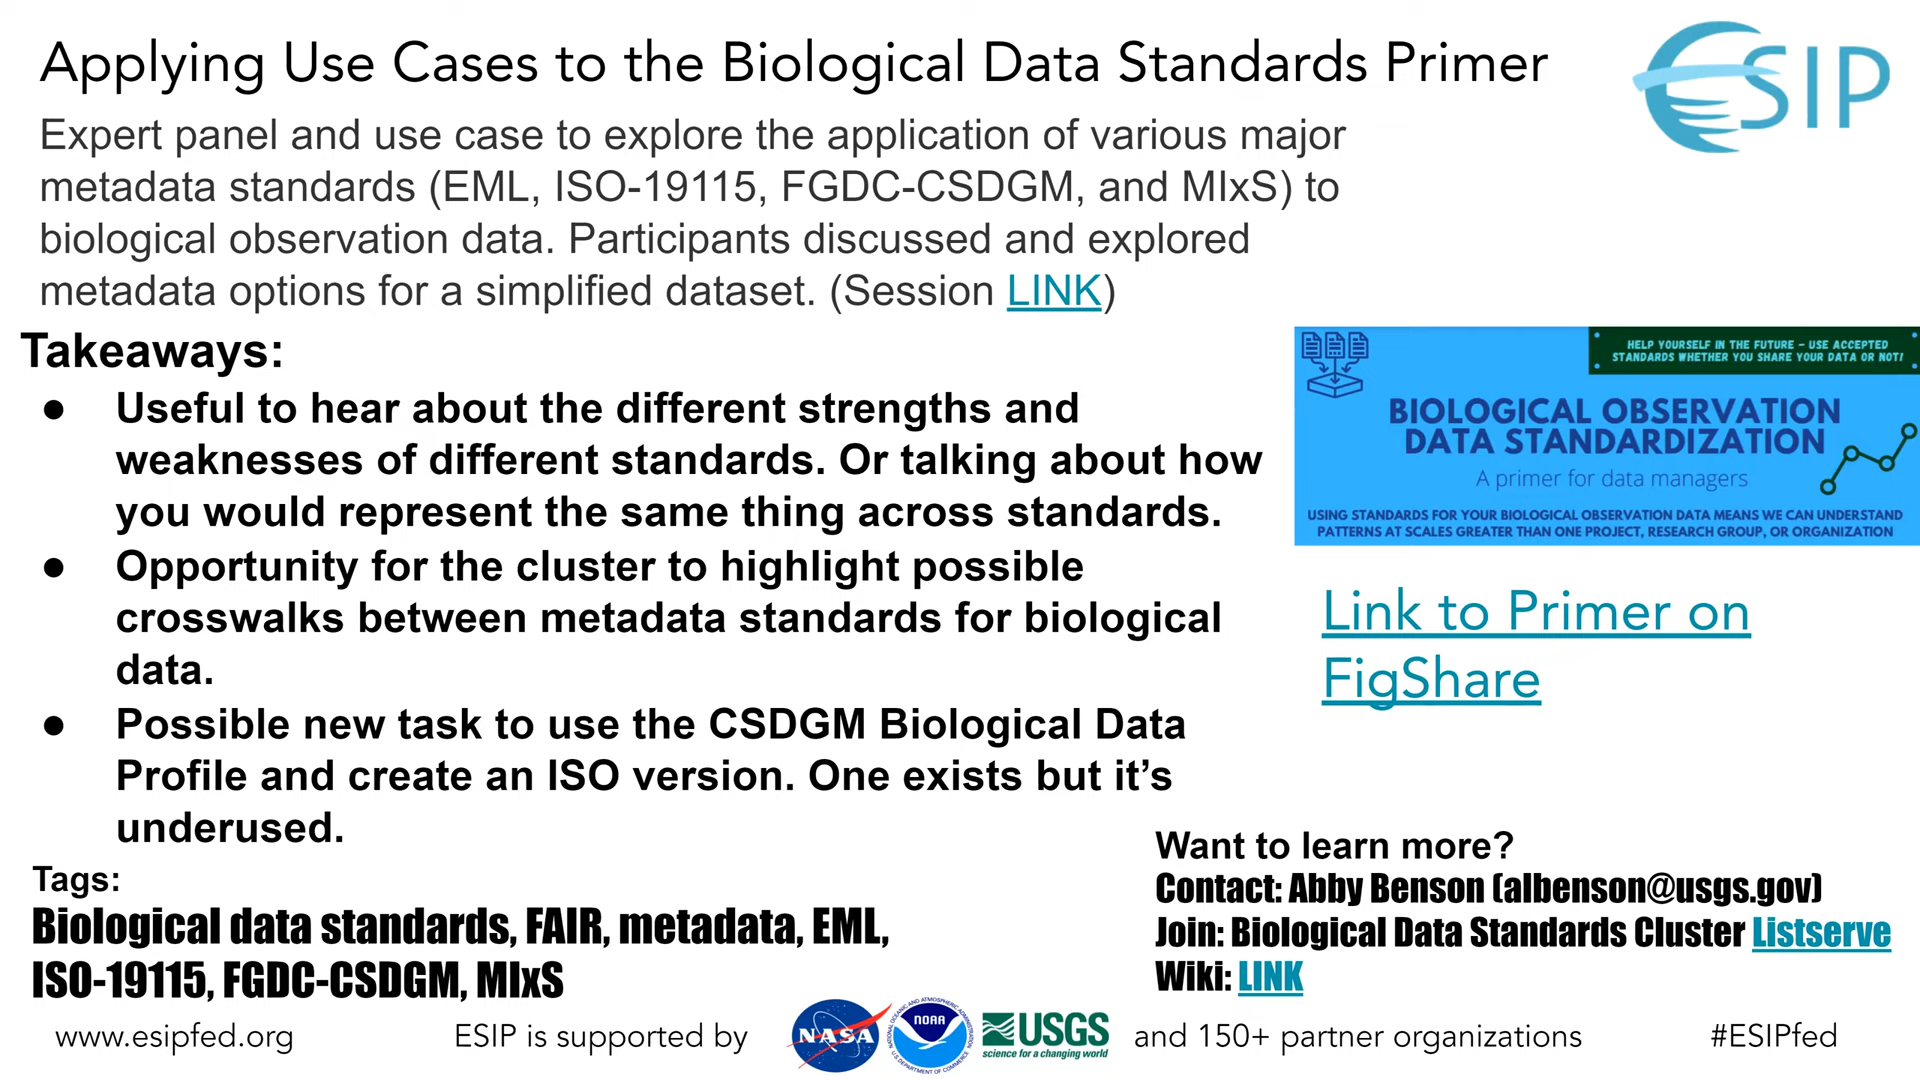 Applying Use Cases to the Biological Data Standards Primer
ESIP
Expert panel and use case to explore the application of various major
metadata standards (EML, ISO-19115, FGDC-CSDGM, and MIxS) to
biological observation data. Participants discussed and explored
metadata options for a simplified dataset. (Session LINK)
Takeaways:
● Useful to hear about the different strengths and
weaknesses of different standards. Or talking about how
you would represent the same thing across standards.
● Opportunity for the cluster to highlight possible
crosswalks between metadata standards for biological
data.
● Possible new task to use the CSDGM Biological Data
Profile and create an ISO version. One exists but it’s
underused.
HELP YOURSELF IN THE FUTURE – USE ACCEPTED
STANDARDS WHETHER YOU SHARE YOUR DATA OR NOT!
BIOLOGICAL OBSERVATION
DATA STANDARDIZATION
A primer for data managers
USING STANDARDS FOR YOUR BIOLOGICAL OBSERVATION DATA MEANS WE CAN UNDERSTAND
PATTERNS AT SCALES GREATER THAN ONE PROJECT, RESEARCH GROUP, OR ORGANIZATION
Link to Primer on
FigShare
Tags:
Biological data standards, FAIR, metadata, EML,
ISO-19115, FGDC-CSDGM, MIxS
Want to learn more?
Contact: Abby Benson (albenson@usgs.gov)
Join: Biological Data Standards Cluster Listserve
Wiki: LINK
www.esipfed.org
ESIP is supported by
NASA
NATIONAL OCEANIC AND ATMOSPHERIC ADMINISTRATION
NOAA
U.S. DEPARTMENT OF COMMERCE
USGS
science for a changing world
and 150+ partner organizations
#ESIPfed